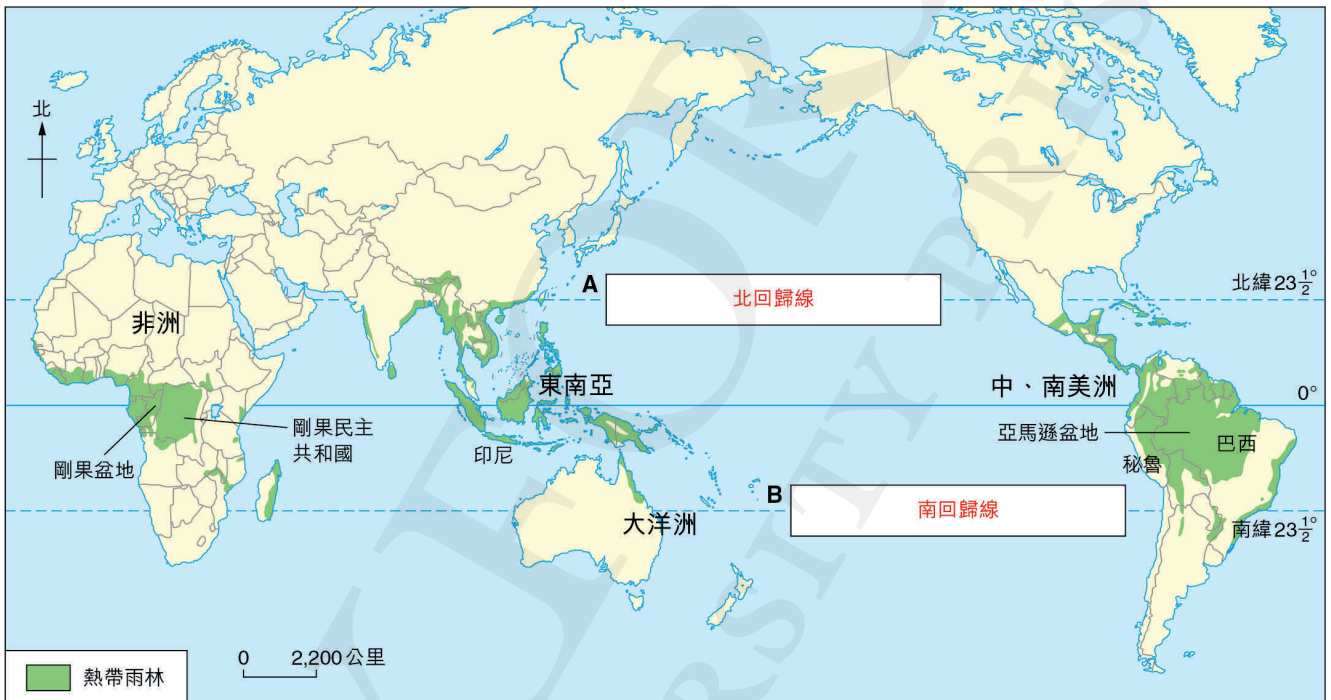 北
A
北回歸線
北緯23 1/2°
非洲
東南亞
中、南美洲
0°
剛果民主
共和國
剛果盆地
印尼
亞馬遜盆地
巴西
秘魯
B
南回歸線
大洋洲
南緯23 1/2°
0 2,200公里
熱帶雨林